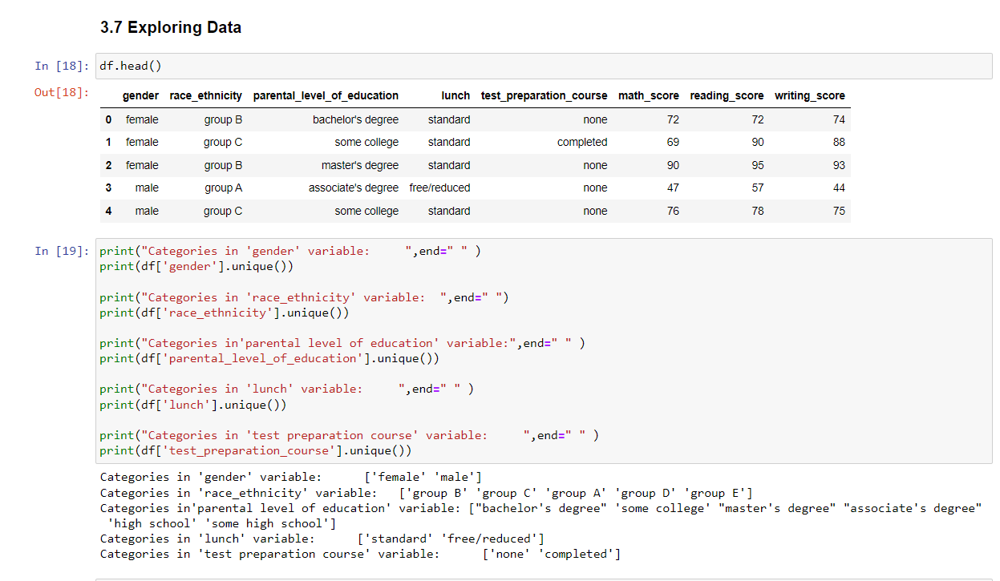 3.7 Exploring Data
In [18]: df.head()
Out[18]:
gender race_ethnicity parental_level_of_education lunch test_preparation_course math_score reading_score writing_score
0 female group B bachelor's degree standard none 72 72 74
1 female group C some college standard completed 69 90 88
2 female group B master's degree standard none 90 95 93
3 male group A associate's degree free/reduced none 47 57 44
4 male group C some college standard none 76 78 75
In [19]: print("Categories in 'gender' variable:     ",end=" " )
print(df['gender'].unique())
print("Categories in 'race_ethnicity' variable:  ",end=" ")
print(df['race_ethnicity'].unique())
print("Categories in'parental level of education' variable:",end=" " )
print(df['parental_level_of_education'].unique())
print("Categories in 'lunch' variable:     ",end=" " )
print(df['lunch'].unique())
print("Categories in 'test preparation course' variable:     ",end=" " )
print(df['test_preparation_course'].unique())
Categories in 'gender' variable:      ['female' 'male']
Categories in 'race_ethnicity' variable:   ['group B' 'group C' 'group A' 'group D' 'group E']
Categories in'parental level of education' variable: ["bachelor's degree" 'some college' "master's degree" "associate's degree"
 'high school' 'some high school']
Categories in 'lunch' variable:      ['standard' 'free/reduced']
Categories in 'test preparation course' variable:      ['none' 'completed']